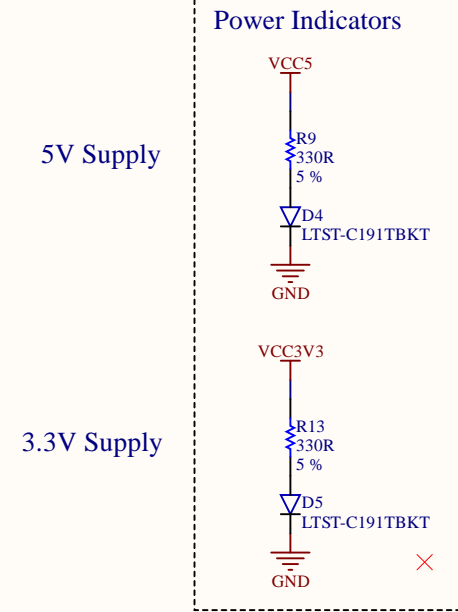 Power Indicators
VCC5
5V Supply
R9
330R
5 %
D4
LTST-C191TBKT
GND
VCC3V3
3.3V Supply
R13
330R
5 %
D5
LTST-C191TBKT
GND